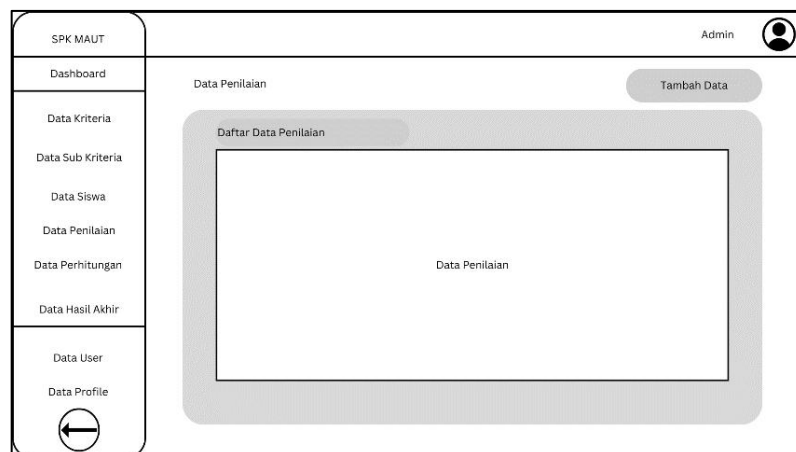 SPK MAUT
Admin
Dashboard
Data Penilaian
Tambah Data
Data Kriteria
Data Sub Kriteria
Data Siswa
Data Penilaian
Data Perhitungan
Data Hasil Akhir
Data User
Data Profile
Daftar Data Penilaian
Data Penilaian